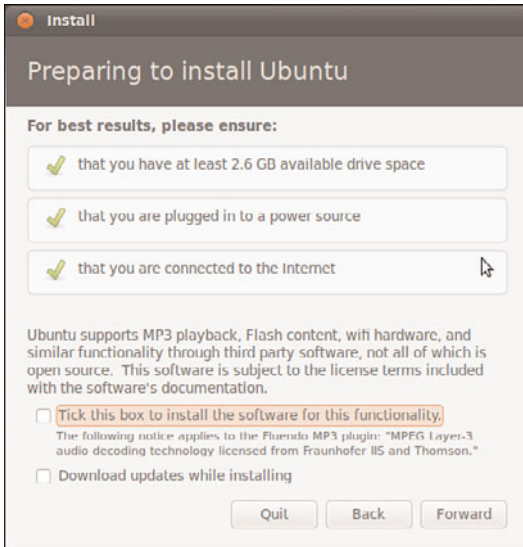 Install
Preparing to install Ubuntu
For best results, please ensure:
that you have at least 2.6 GB available drive space
that you are plugged in to a power source
that you are connected to the Internet
Ubuntu supports MP3 playback, Flash content, wifi hardware, and
similar functionality through third party software, not all of which is
open source. This software is subject to the license terms included
with the software's documentation.
Tick this box to install the software for this functionality.
The following notice applies to the Fluendo MP3 plugin: "MPEG Layer-3
audio decoding technology licensed from Fraunhofer IIS and Thomson."
Download updates while installing
Quit Back Forward